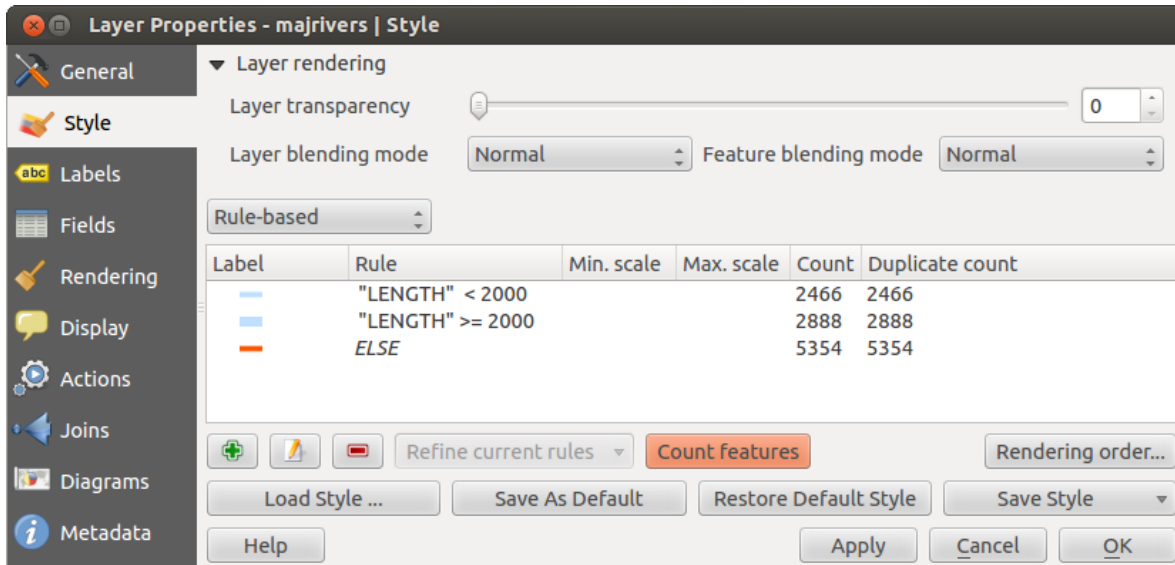 Layer Properties - majrivers | Style
General
Style
abc Labels
Fields
Rendering
Display
Actions
Joins
Diagrams
Metadata
Layer rendering
Layer transparency 0
Layer blending mode Normal Feature blending mode Normal
Rule-based
Label Rule Min. scale Max. scale Count Duplicate count
"LENGTH" < 2000 2466 2466
"LENGTH" >= 2000 2888 2888
ELSE 5354 5354
Refine current rules Count features Rendering order...
Load Style ... Save As Default Restore Default Style Save Style
Help Apply Cancel OK